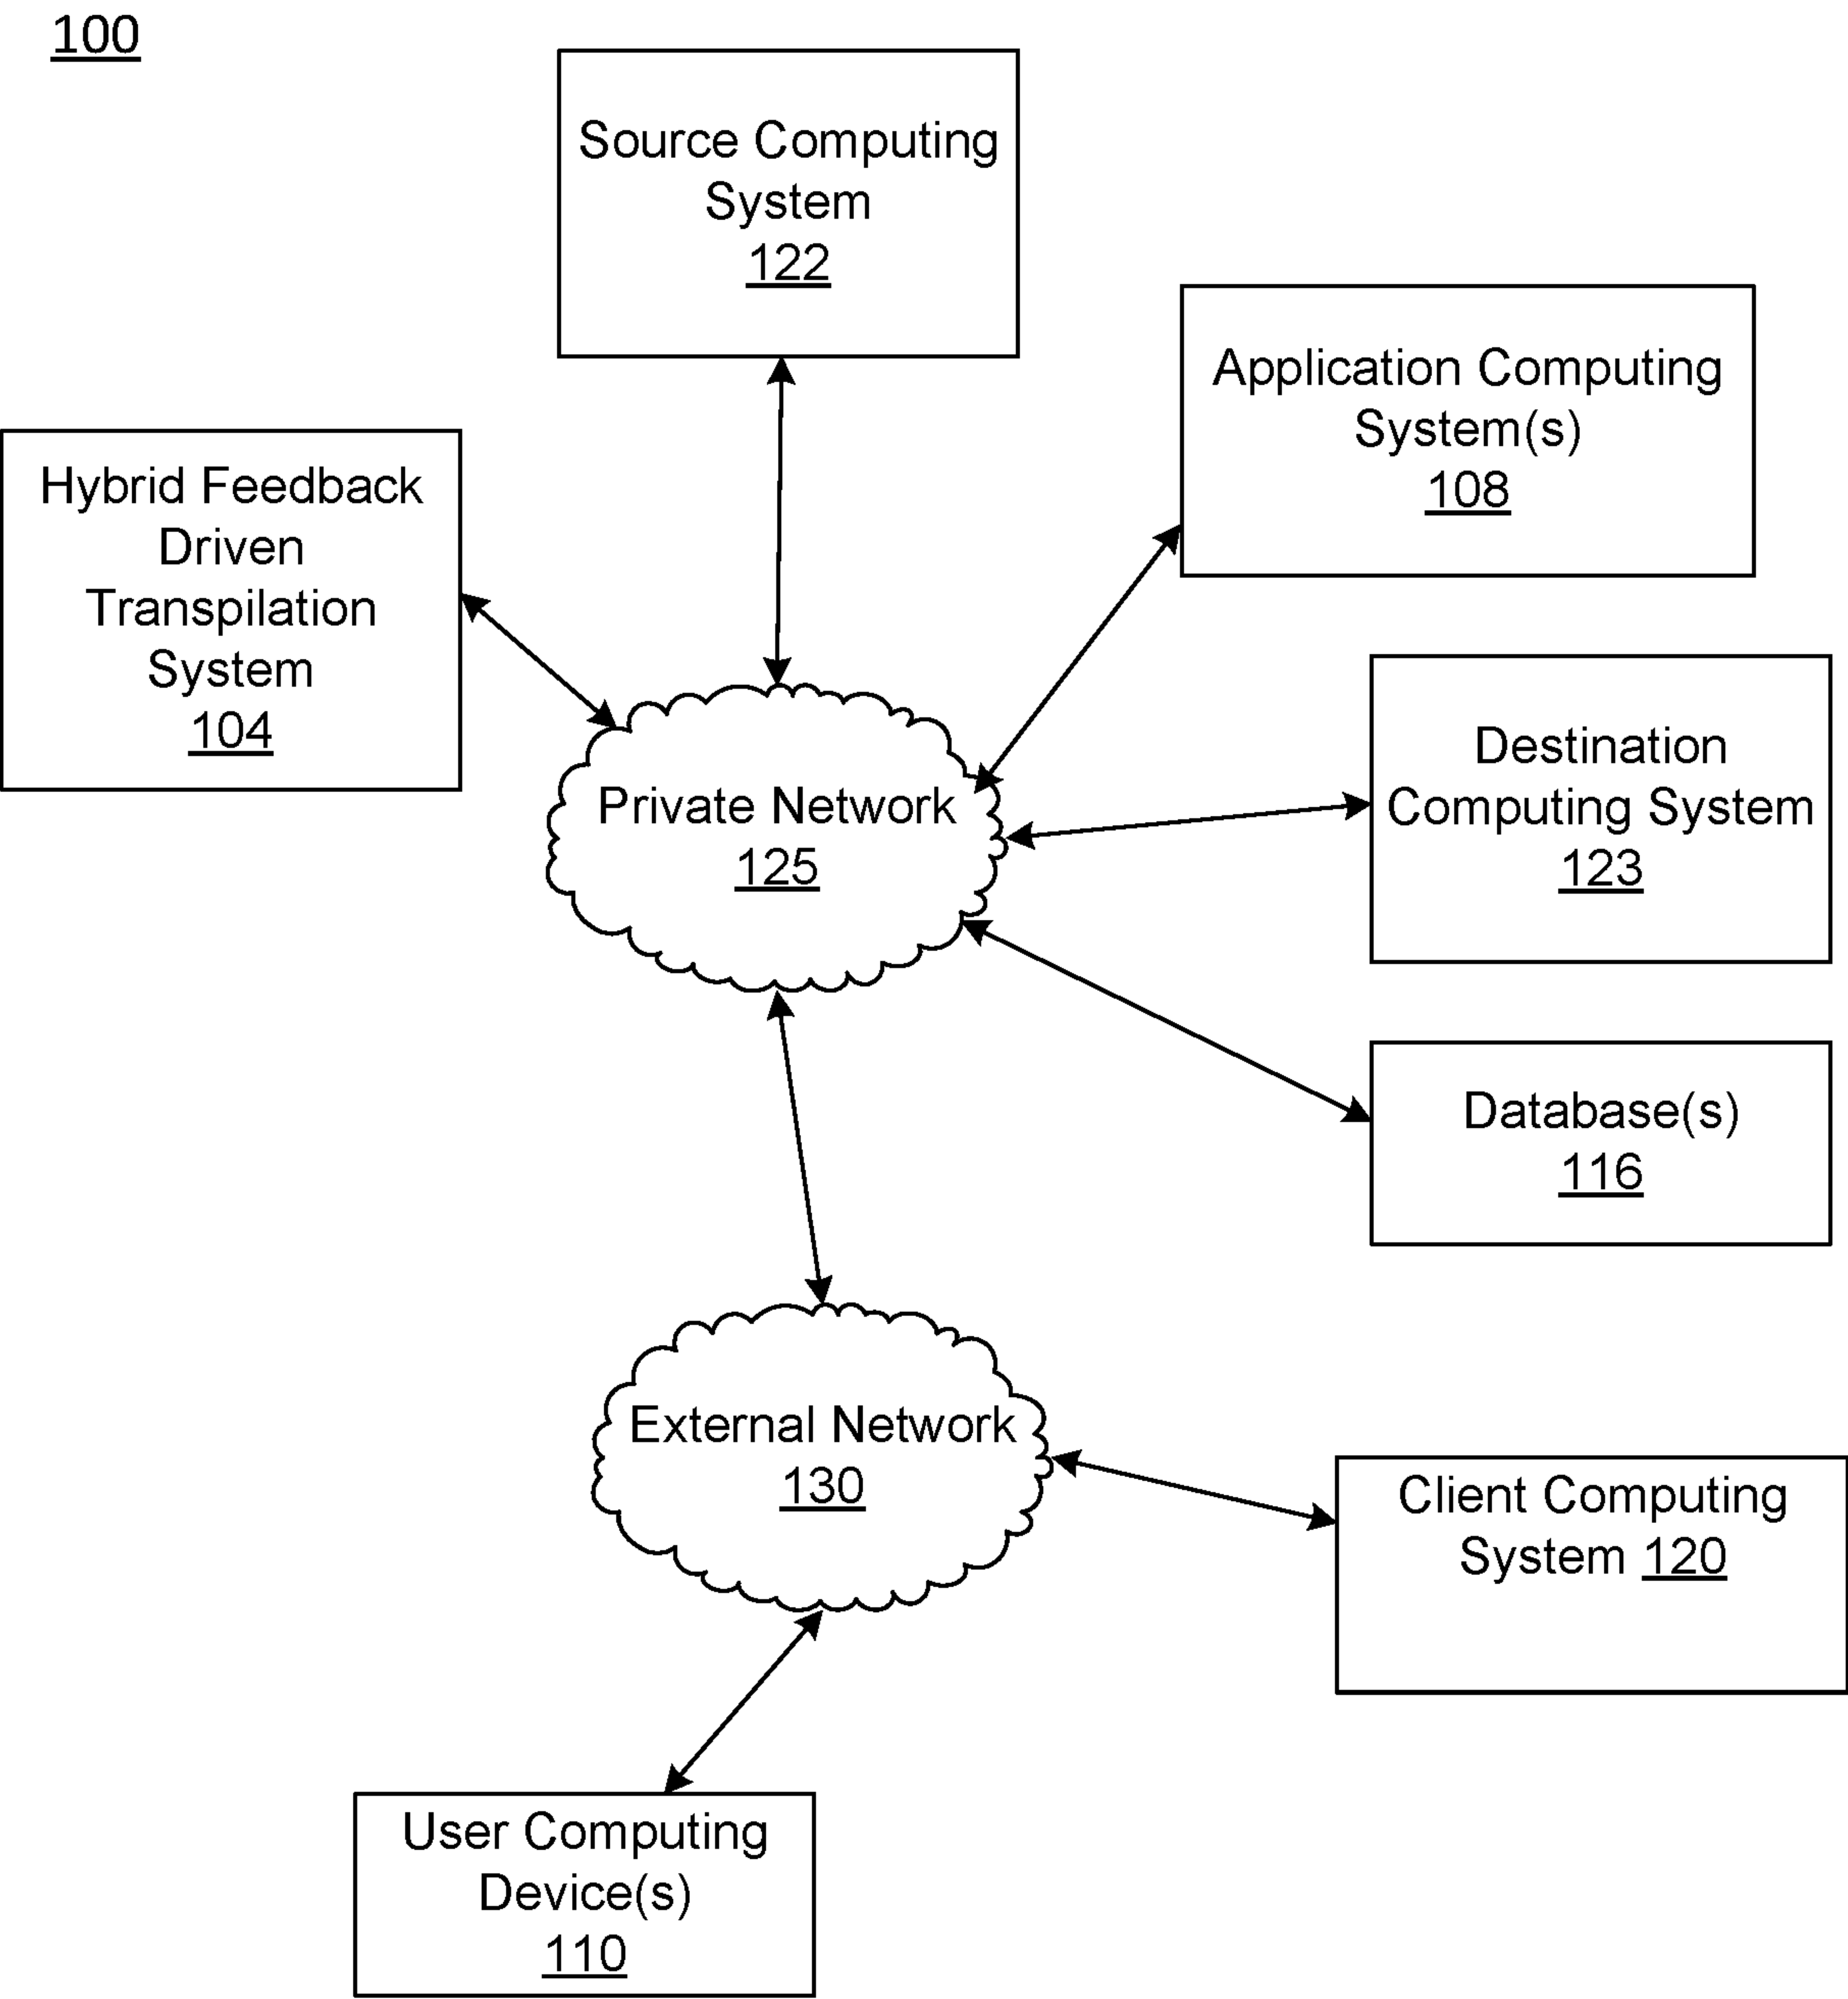 100
Source Computing
System
122
Application Computing
System(s)
108
Hybrid Feedback
Driven
Transpilation
System
104
Private Network
125
Destination
Computing System
123
Database(s)
116
External Network
130
Client Computing
System 120
User Computing
Device(s)
110